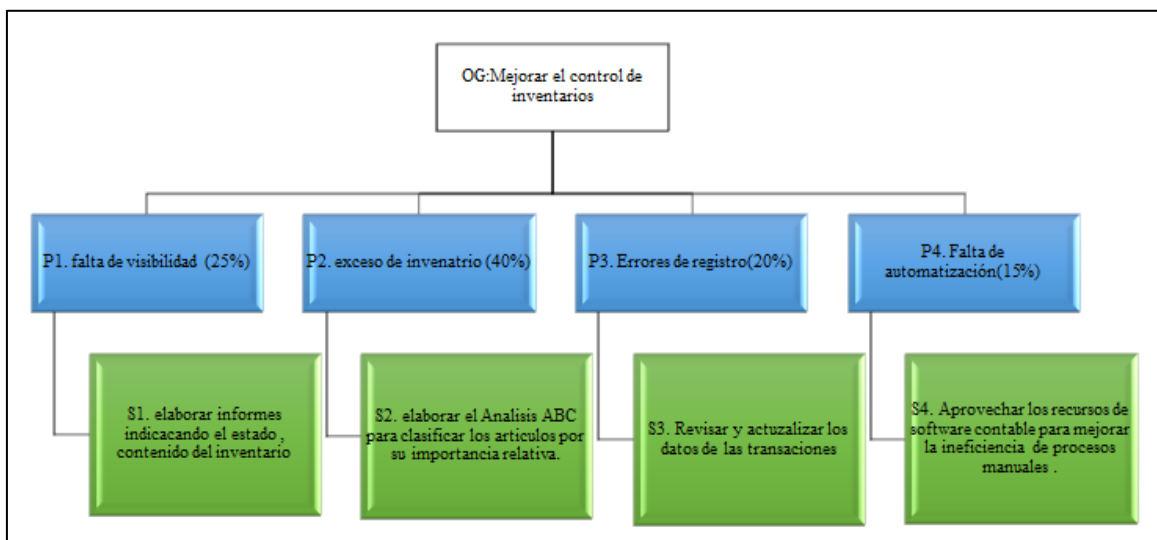 OG:Mejorar el control de
inventarios
P1. falta de visibilidad (25%)
P2. exceso de invenatrio (40%)
P3. Errores de registro(20%)
P4. Falta de
automatización(15%)
S1. elaborar informes
indicacando el estado ,
contenido del inventario
S2. elaborar el Analisis ABC
para clasificar los articulos por
su importancia relativa.
S3. Revisar y actuzalizar los
datos de las transaciones
S4. Aprovechar los recursos de
software contable para mejorar
la ineficiencia de procesos
manuales .